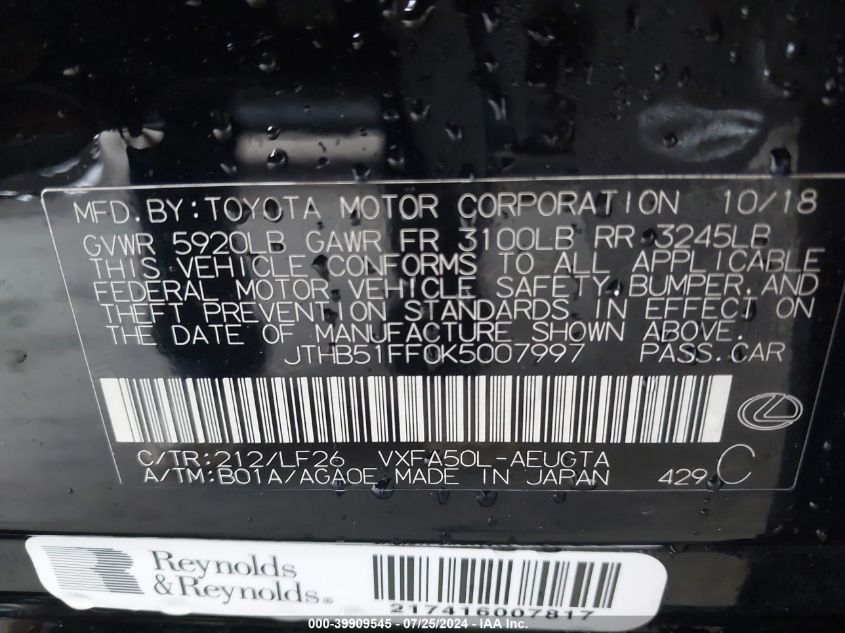 MFD.BY:TOYOTA MOTOR CORPORATION 10/18
GVWR 5920LB GAWR FR 3100LB RR 3245LB
THIS VEHICLE CONFORMS TO ALL APPLICABLE
FEDERAL MOTOR VEHICLE SAFETY,BUMPER,AND
THEFT PREVENTION STANDARDS IN EFFECT ON
THE DATE OF MANUFACTURE SHOWN ABOVE.
JTHB51FF0K5007997 PASS.CAR
C/TR:212/LF26 VXFA50L-AEUGTA
A/TM:B01A/AGA0E MADE IN JAPAN 429 C
Reynolds
& Reynolds
217416007817
© 000-39909545 - 07/25/2024 - IAA Inc.